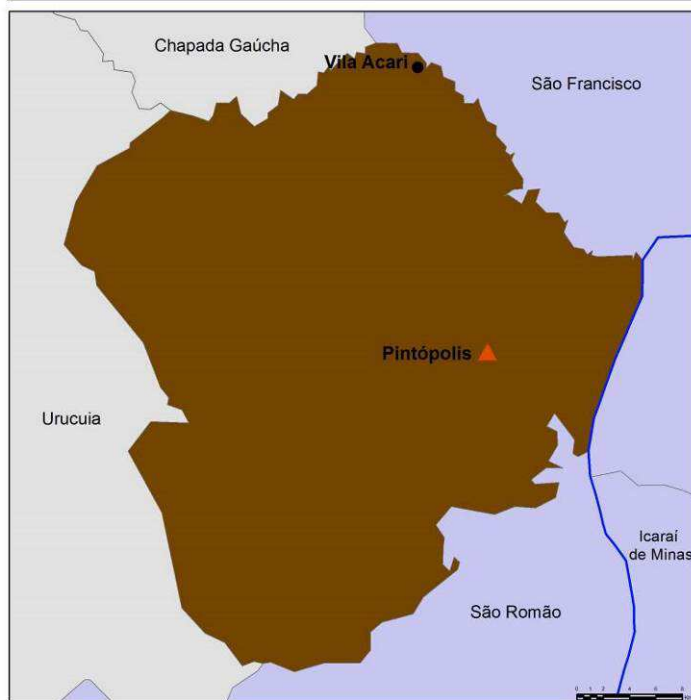 Chapada Gaúcha
Vila Acari
São Francisco
Pintópolis
Urucuia
Icaraí
de Minas
São Romão